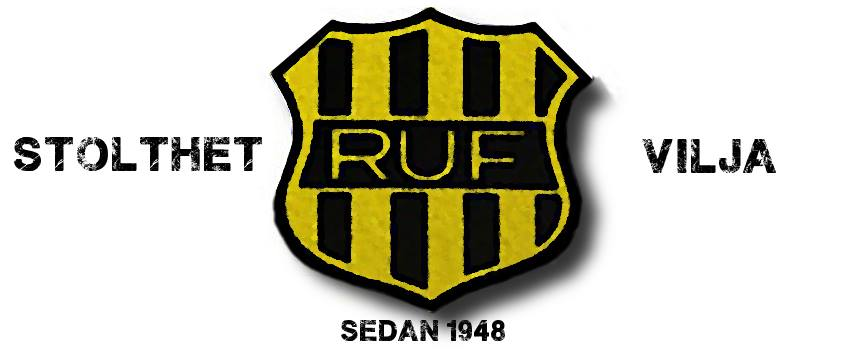 STOLTHET
RUF
VILJA
SEDAN 1948